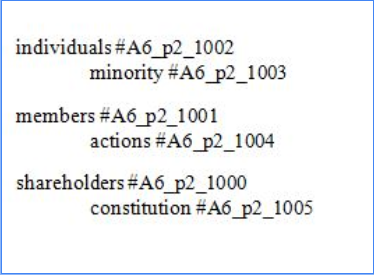 individuals #A6_p2_1002
minority #A6_p2_1003
members #A6_p2_1001
actions #A6_p2_1004
shareholders #A6_p2_1000
constitution #A6_p2_1005